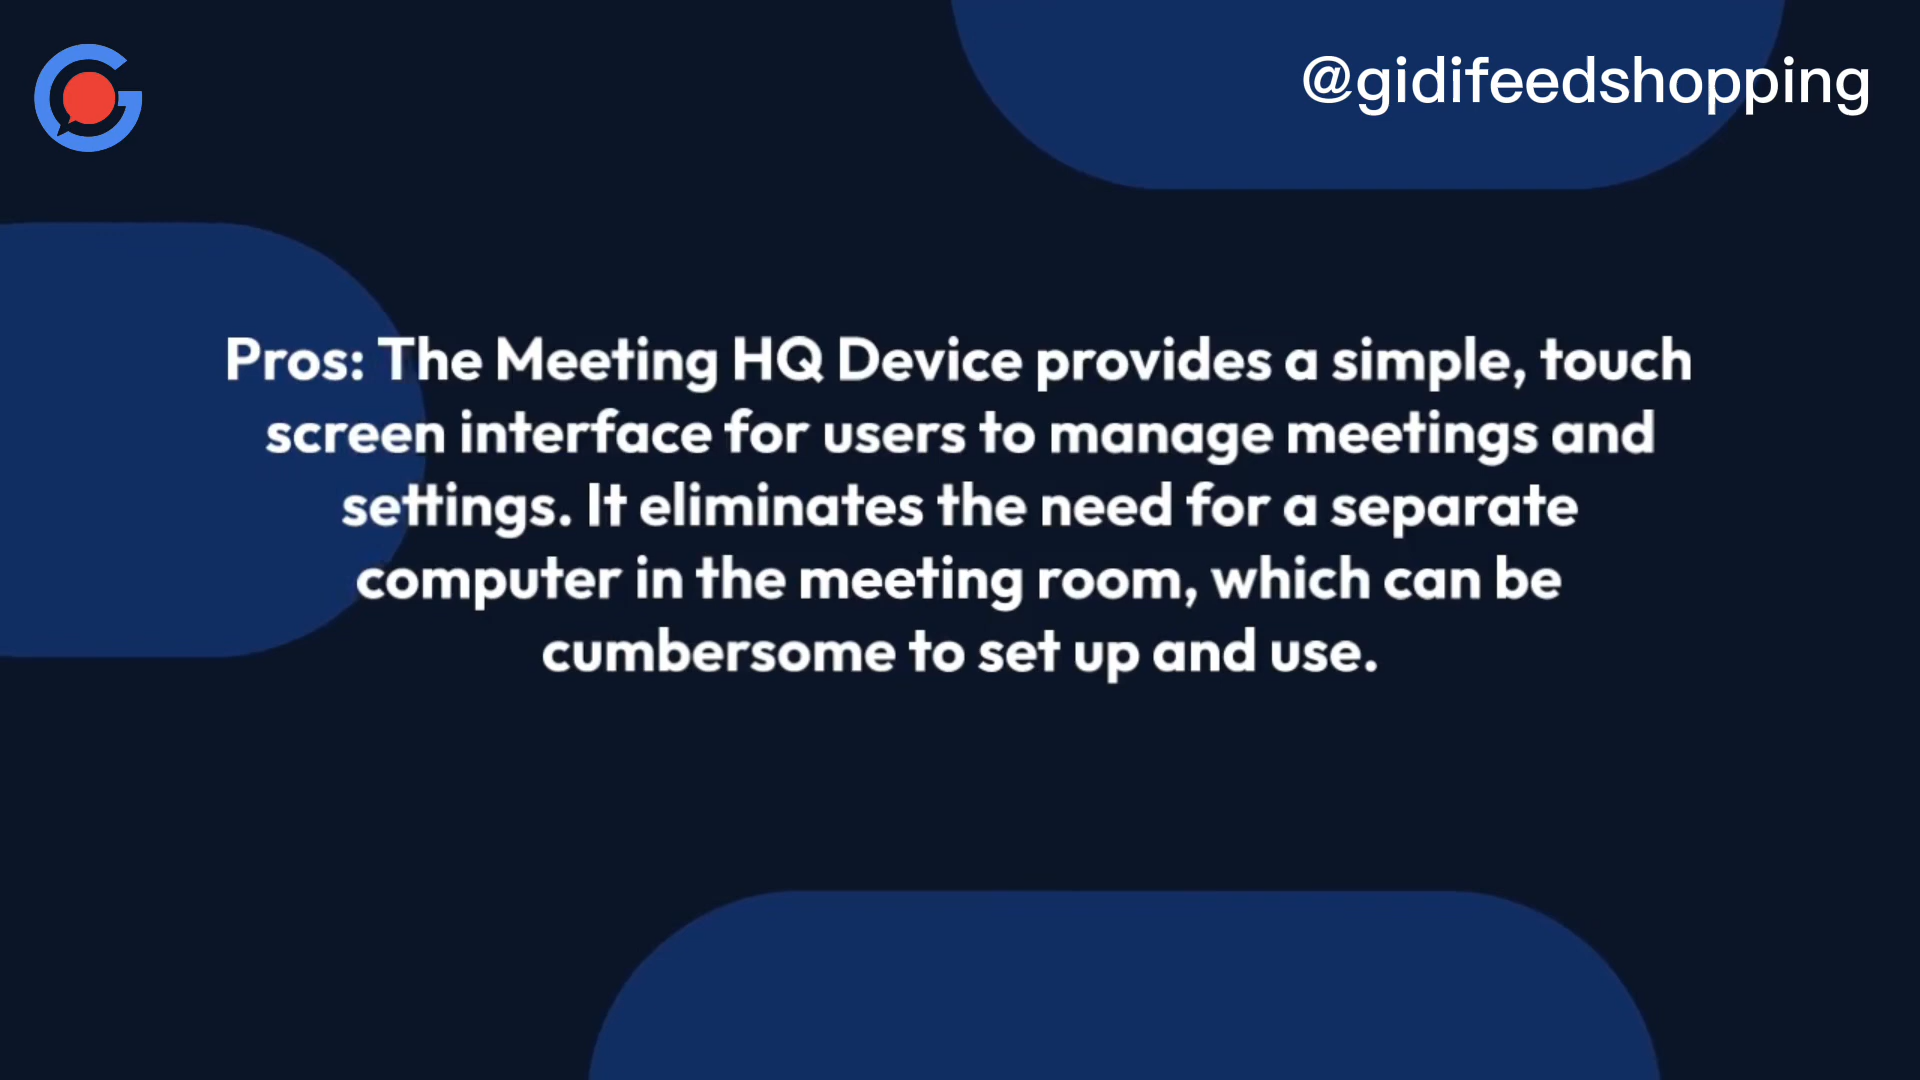 @gidifeedshopping
Pros: The Meeting HQ Device provides a simple, touch
screen interface for users to manage meetings and
settings. It eliminates the need for a separate
computer in the meeting room, which can be
cumbersome to set up and use.